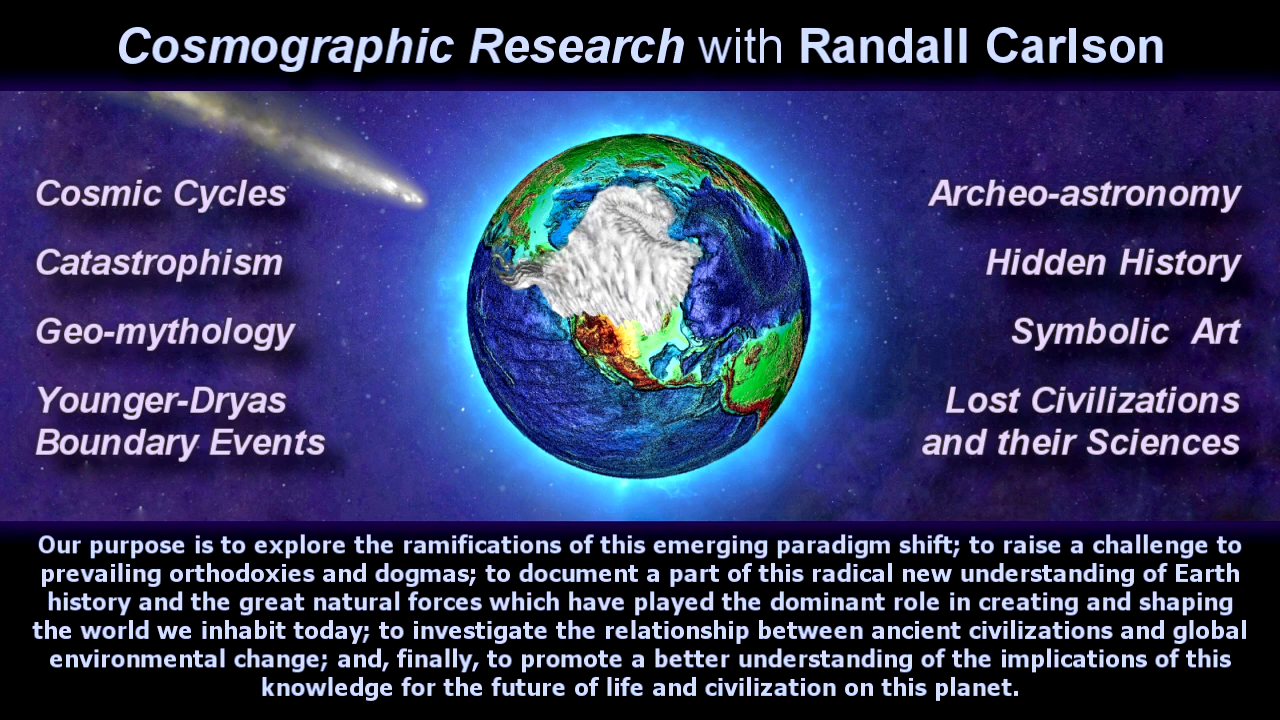 Cosmographic Research with Randall Carlson
Cosmic Cycles
Catastrophism
Geo-mythology
Younger-Dryas
Boundary Events
Archeo-astronomy
Hidden History
Symbolic Art
Lost Civilizations
and their Sciences
Our purpose is to explore the ramifications of this emerging paradigm shift; to raise a challenge to
prevailing orthodoxies and dogmas; to document a part of this radical new understanding of Earth
history and the great natural forces which have played the dominant role in creating and shaping
the world we inhabit today; to investigate the relationship between ancient civilizations and global
environmental change; and, finally, to promote a better understanding of the implications of this
knowledge for the future of life and civilization on this planet.